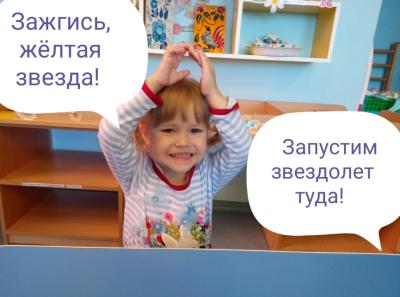 Зажгись,
жёлтая
звезда!
Запустим
звездолет
туда!